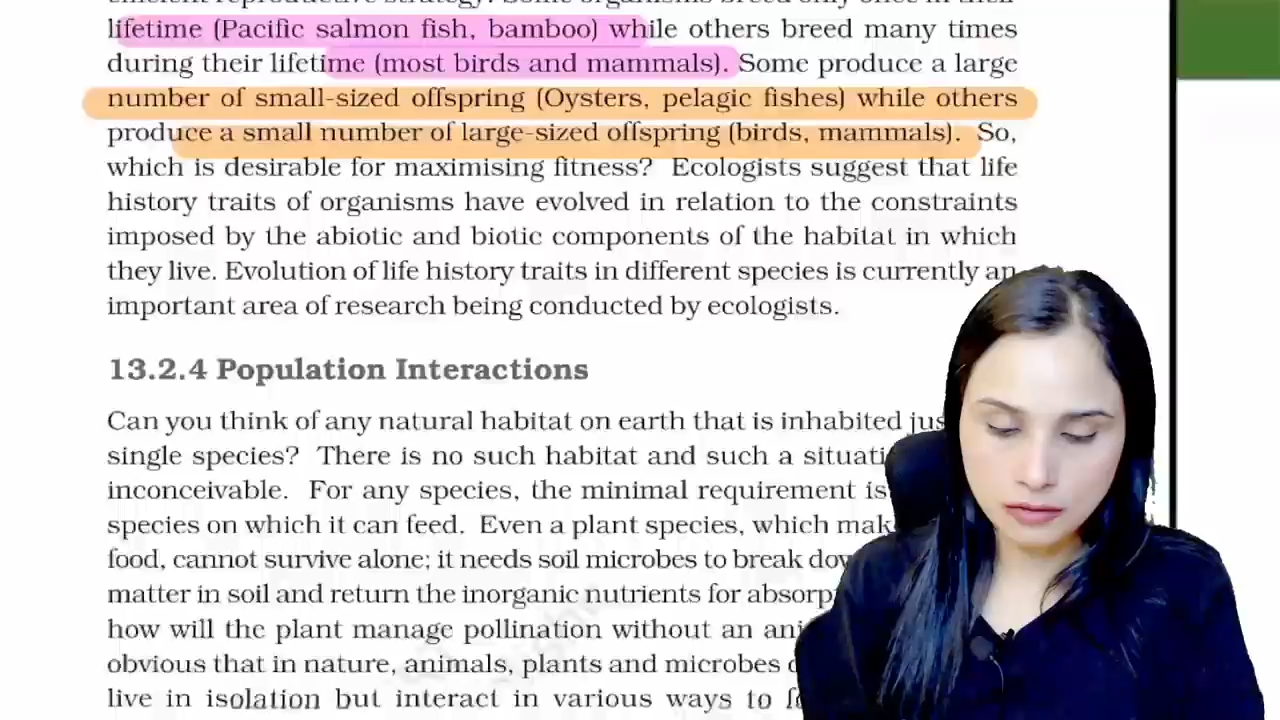 lifetime (Pacific salmon fish, bamboo) while others breed many times
during their lifetime (most birds and mammals). Some produce a large
number of small-sized offspring (Oysters, pelagic fishes) while others
produce a small number of large-sized offspring (birds, mammals). So,
which is desirable for maximising fitness? Ecologists suggest that life
history traits of organisms have evolved in relation to the constraints
imposed by the abiotic and biotic components of the habitat in which
they live. Evolution of life history traits in different species is currently an
important area of research being conducted by ecologists.
13.2.4 Population Interactions
Can you think of any natural habitat on earth that is inhabited
single species? There is no such habitat and such a
inconceivable. For any species, the minimal requirement is
species on which it can feed. Even a plant species, which
food, cannot survive alone; it needs soil microbes to break
matter in soil and return the inorganic nutrients for
how will the plant manage pollination without an
obvious that in nature, animals, plants and microbes
live in isolation but interact in various ways to